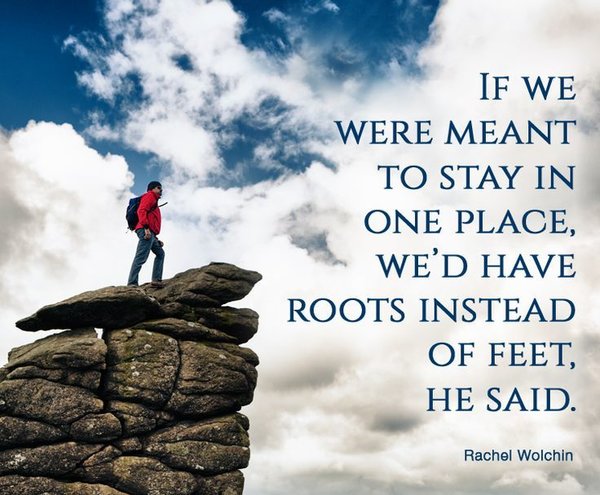 If we
were meant
to stay in
one place,
we'd have
roots instead
of feet,
he said.
Rachel Wolchin